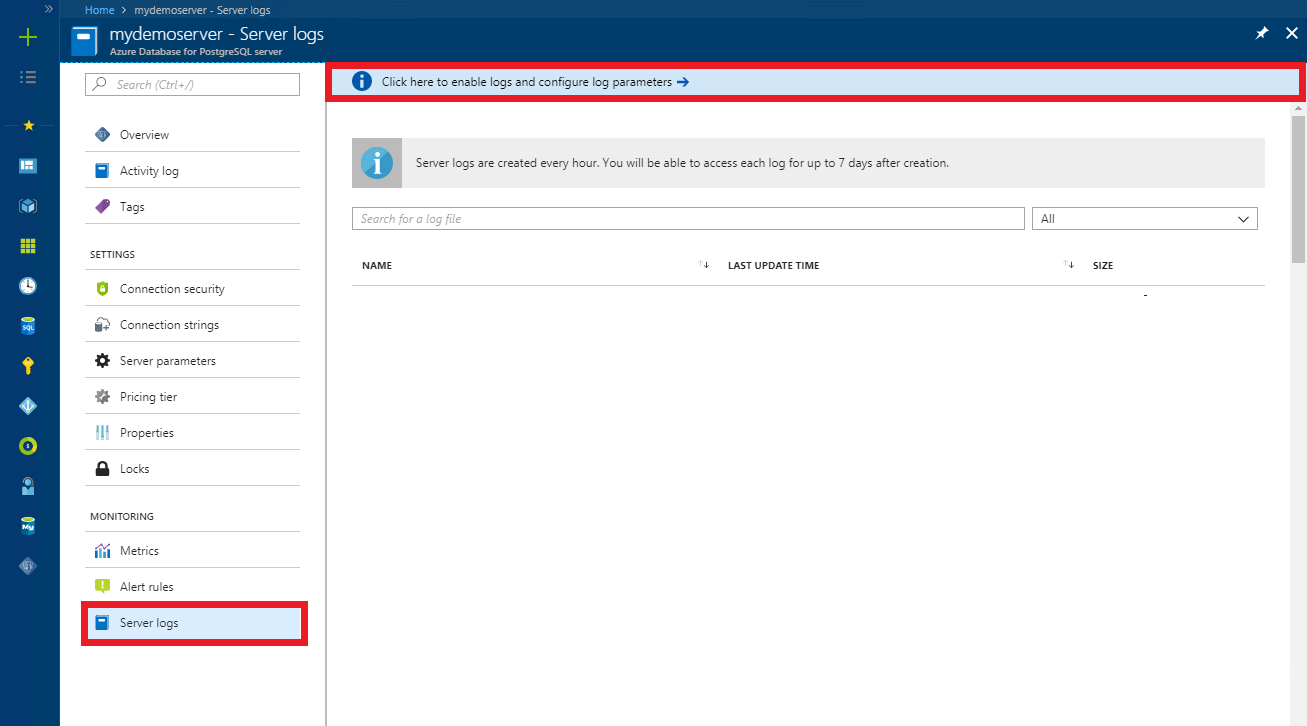 Home > mydemoserver - Server logs
mydemoserver - Server logs
Azure Database for PostgreSQL server
Search (Ctrl+/)
Overview
Activity log
Tags
SETTINGS
Connection security
Connection strings
Server parameters
Pricing tier
Properties
Locks
MONITORING
Metrics
Alert rules
Server logs
Click here to enable logs and configure log parameters →
Server logs are created every hour. You will be able to access each log for up to 7 days after creation.
Search for a log file
All
NAME LAST UPDATE TIME SIZE
-
SQL
My